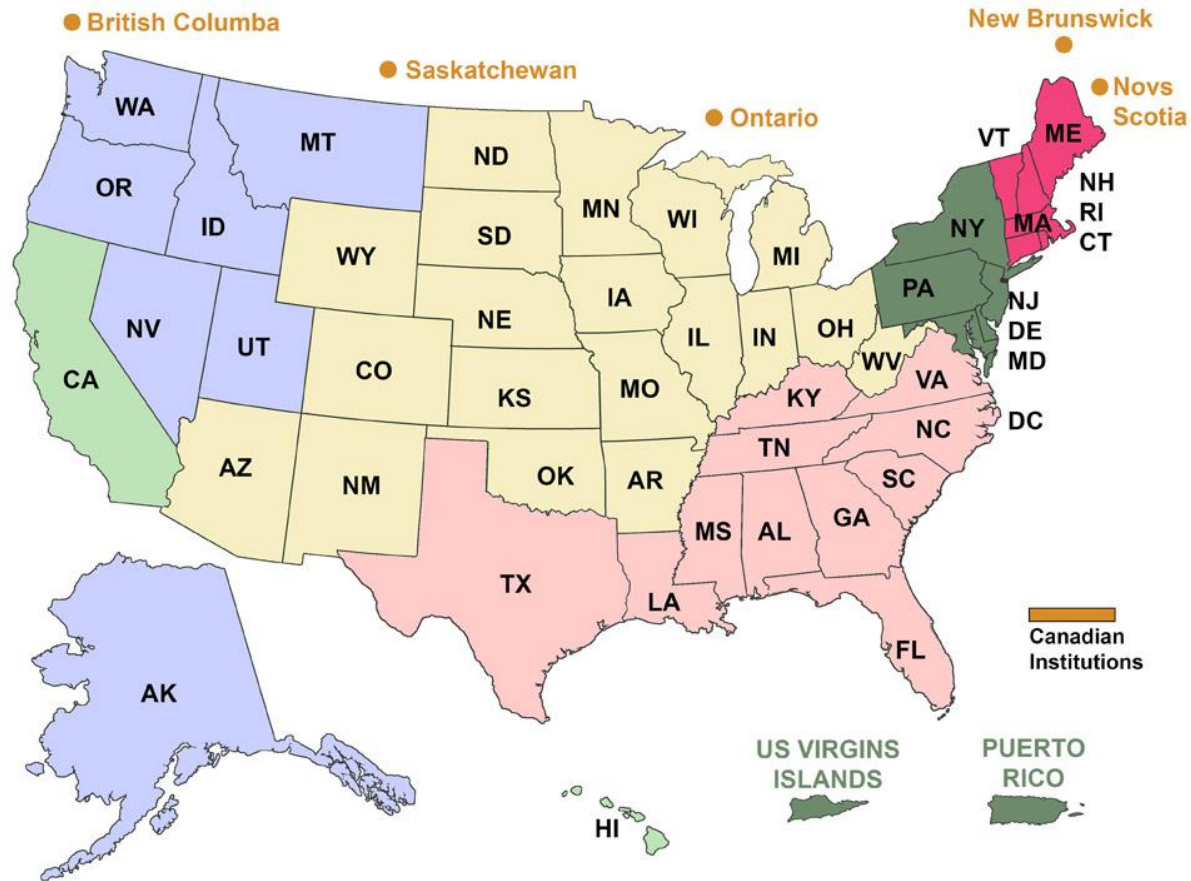 British Columba
New Brunswick
Saskatchewan
Novs
Scotia
Ontario
WA
MT
ND
VT
ME
OR
MN
NH
ID
SD
WI
NY
MA
RI
WY
MI
CT
IA
PA
NE
NJ
NV
IL
IN
OH
DE
UT
CO
WV
MD
CA
KS
MO
VA
KY
DC
NC
TN
AZ
OK
AR
SC
NM
GA
MS
AL
TX
LA
Canadian
Institutions
FL
AK
US VIRGINS
ISLANDS
PUERTO
RICO
HI